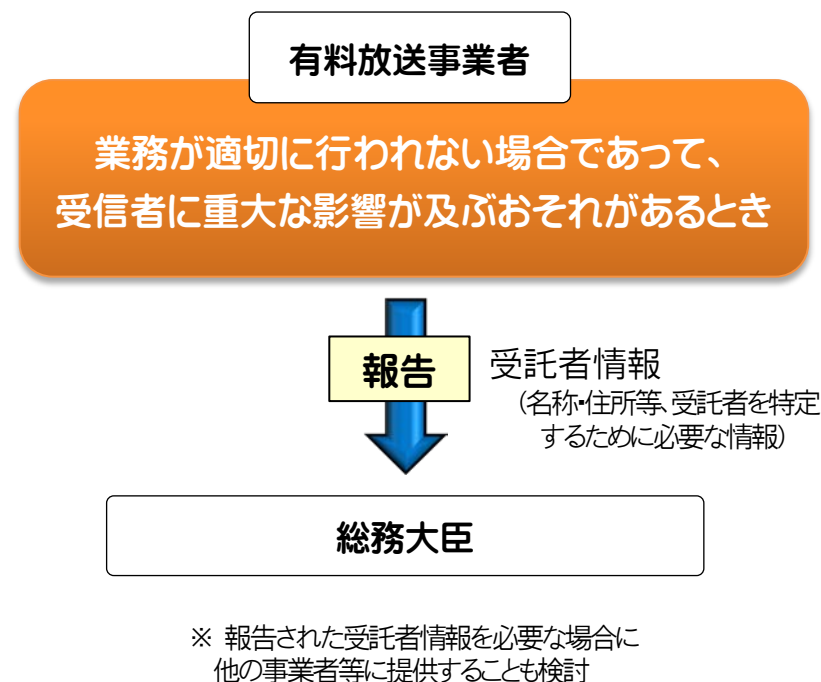 有料放送事業者
業務が適切に行われない場合であって、
受信者に重大な影響が及ぶおそれがあるとき
報告
受託者情報
（名称・住所等、受託者を特定
するために必要な情報）
総務大臣
※ 報告された受託者情報を必要な場合に
他の事業者等に提供することも検討